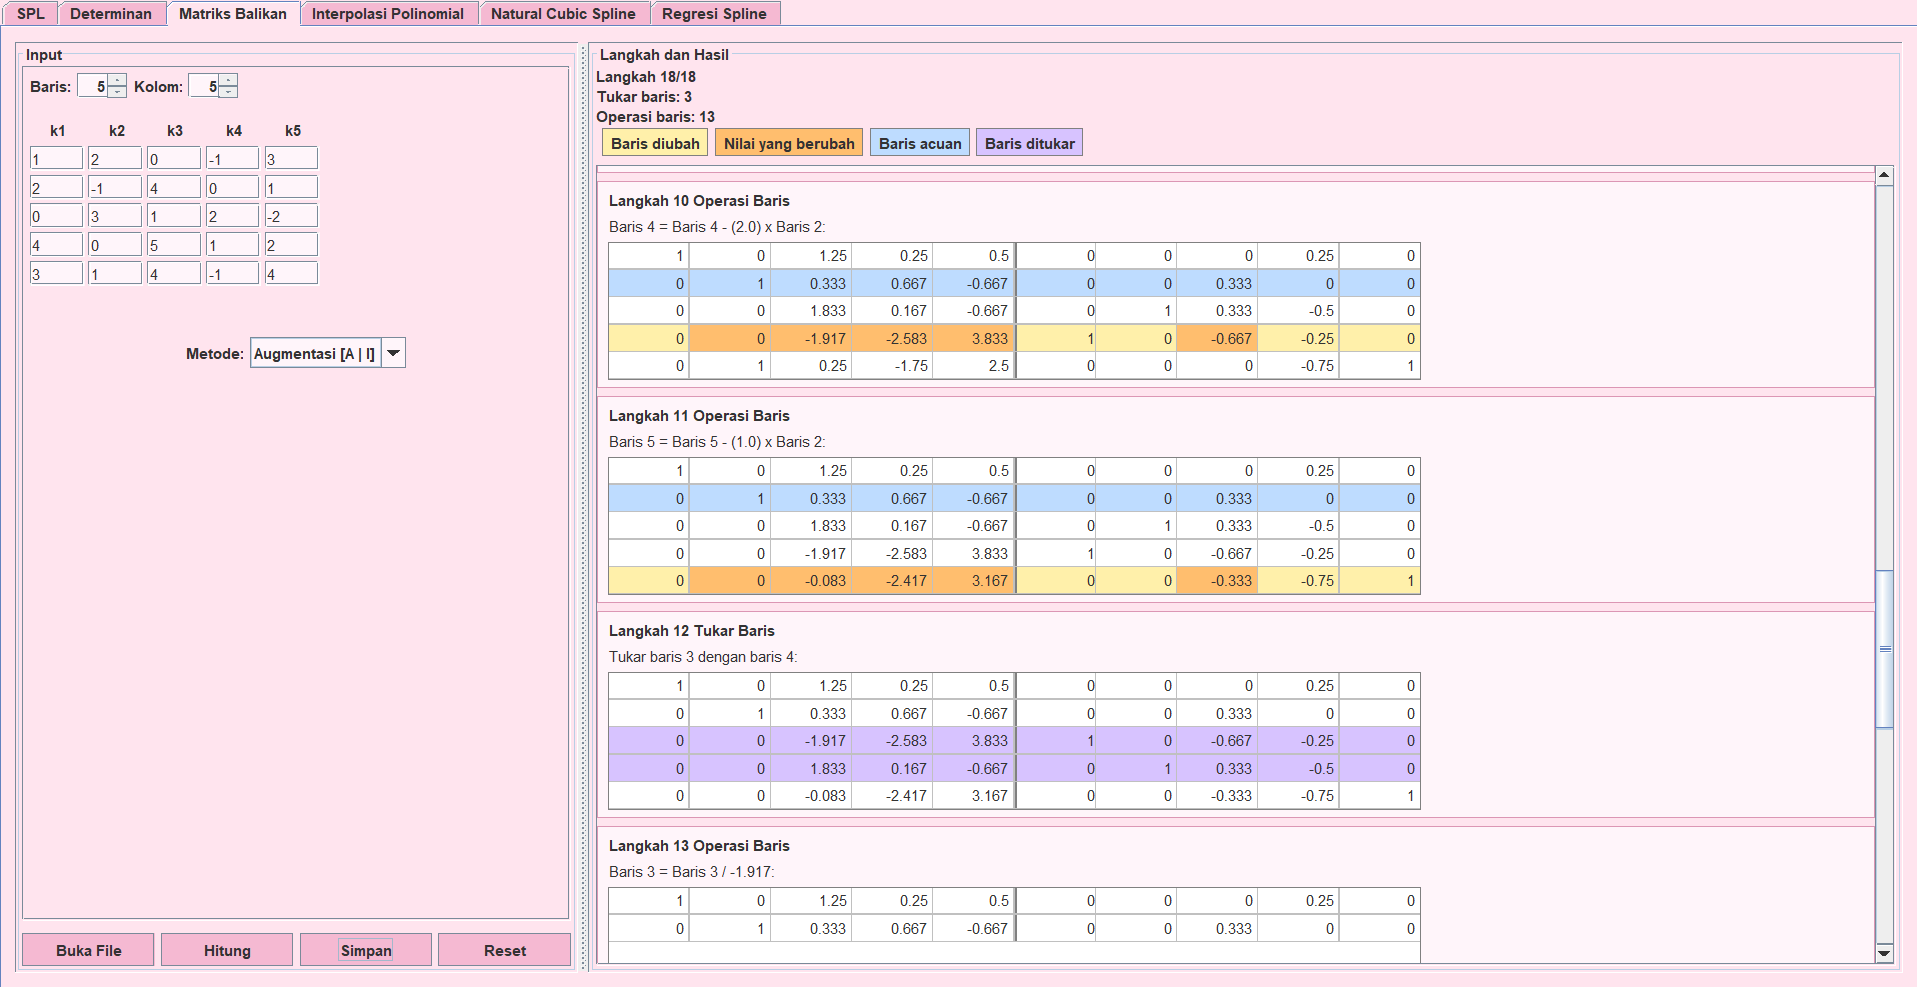 SPL Determinan Matriks Balikan Interpolasi Polinomial Natural Cubic Spline Regresi Spline
Input
Baris: 5 Kolom: 5
k1 k2 k3 k4 k5
1 2 0 -1 3
2 -1 4 0 1
0 3 1 2 -2
4 0 5 1 2
3 1 4 -1 4
Metode: Augmentasi [A | I]
Buka File Hitung Simpan Reset
Langkah dan Hasil
Langkah 18/18
Tukar baris: 3
Operasi baris: 13
Baris diubah Nilai yang berubah Baris acuan Baris ditukar
Langkah 10 Operasi Baris
Baris 4 = Baris 4 - (2.0) x Baris 2:
1 0 1.25 0.25 0.5 0 0 0 0.25 0
0 1 0.333 0.667 -0.667 0 0 0.333 0 0
0 0 1.833 0.167 -0.667 0 1 0.333 -0.5 0
0 0 -1.917 -2.583 3.833 1 0 -0.667 -0.25 0
0 1 0.25 -1.75 2.5 0 0 0 -0.75 1
Langkah 11 Operasi Baris
Baris 5 = Baris 5 - (1.0) x Baris 2:
1 0 1.25 0.25 0.5 0 0 0 0.25 0
0 1 0.333 0.667 -0.667 0 0 0.333 0 0
0 0 1.833 0.167 -0.667 0 1 0.333 -0.5 0
0 0 -1.917 -2.583 3.833 1 0 -0.667 -0.25 0
0 0 -0.083 -2.417 3.167 0 0 -0.333 -0.75 1
Langkah 12 Tukar Baris
Tukar baris 3 dengan baris 4:
1 0 1.25 0.25 0.5 0 0 0 0.25 0
0 1 0.333 0.667 -0.667 0 0 0.333 0 0
0 0 -1.917 -2.583 3.833 1 0 -0.667 -0.25 0
0 0 1.833 0.167 -0.667 0 1 0.333 -0.5 0
0 0 -0.083 -2.417 3.167 0 0 -0.333 -0.75 1
Langkah 13 Operasi Baris
Baris 3 = Baris 3 / -1.917:
1 0 1.25 0.25 0.5 0 0 0 0.25 0
0 1 0.333 0.667 -0.667 0 0 0.333 0 0